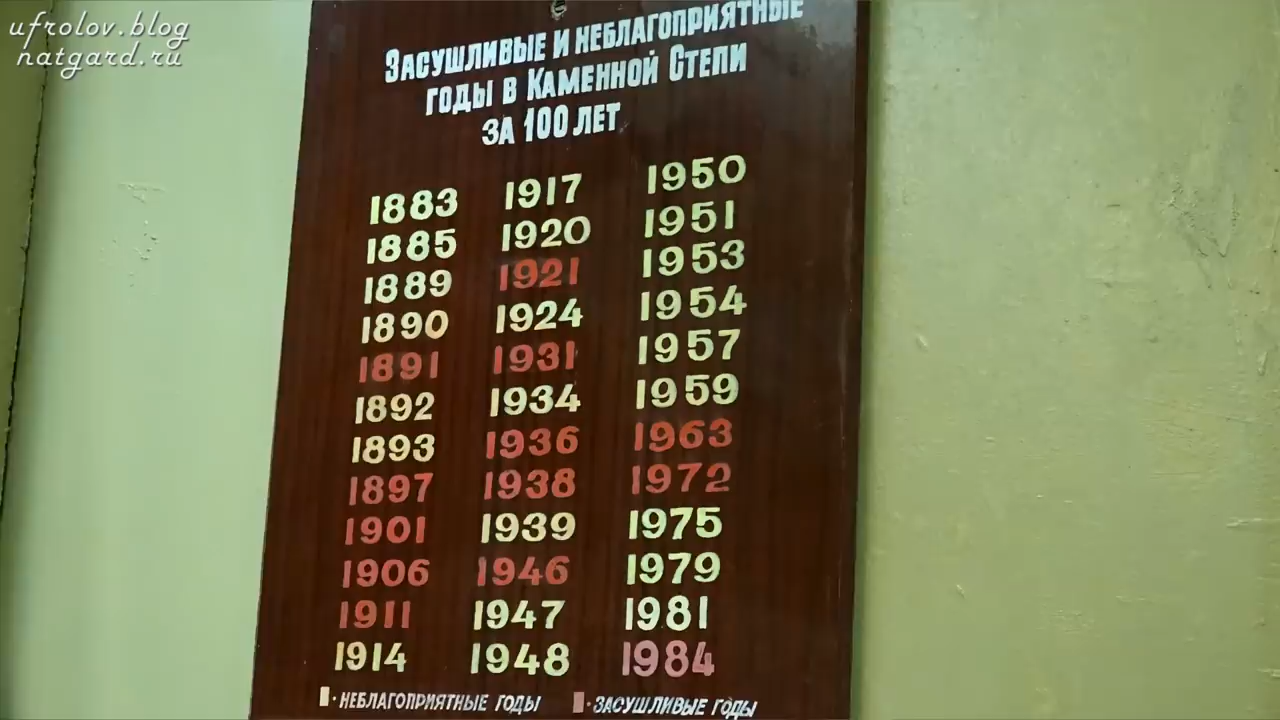 ufrolov.blog
natgard.ru
Засушливые и неблагоприятные
годы в Каменной Степи
за 100 лет
1883 1917 1950
1885 1920 1951
1889 1921 1953
1890 1924 1954
1891 1931 1957
1892 1934 1959
1893 1936 1963
1897 1938 1972
1901 1939 1975
1906 1946 1979
1911 1947 1981
1914 1948 1984
- неблагоприятные годы - засушливые годы